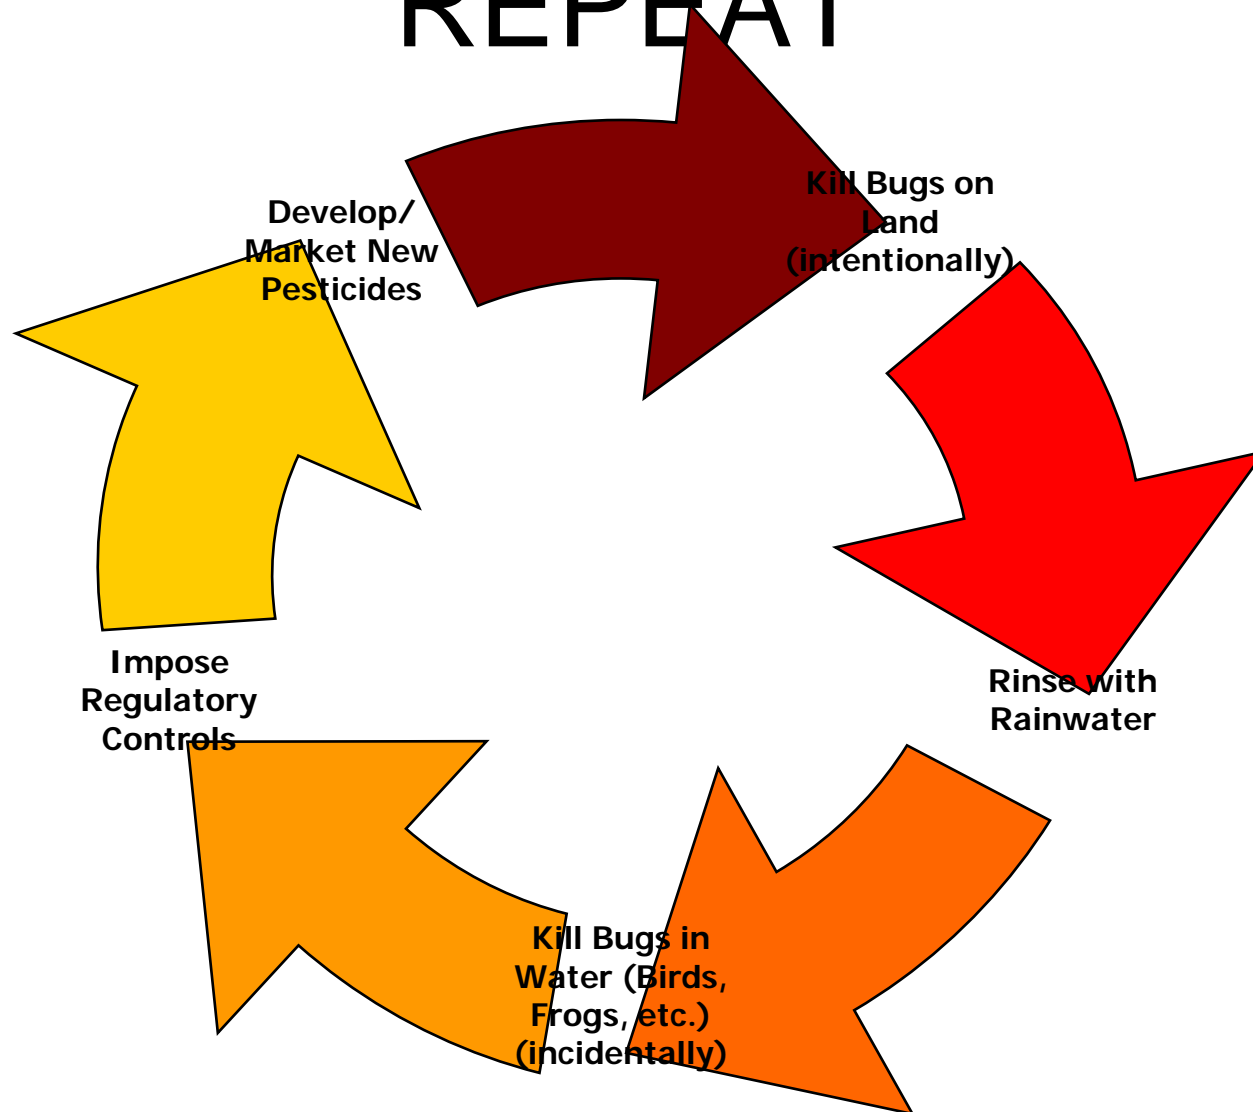 REPEAT
Develop/
Market New
Pesticides
Kill Bugs on
Land
(intentionally)
Rinse with
Rainwater
Kill Bugs in
Water (Birds,
Frogs, etc.)
(incidentally)
Impose
Regulatory
Controls